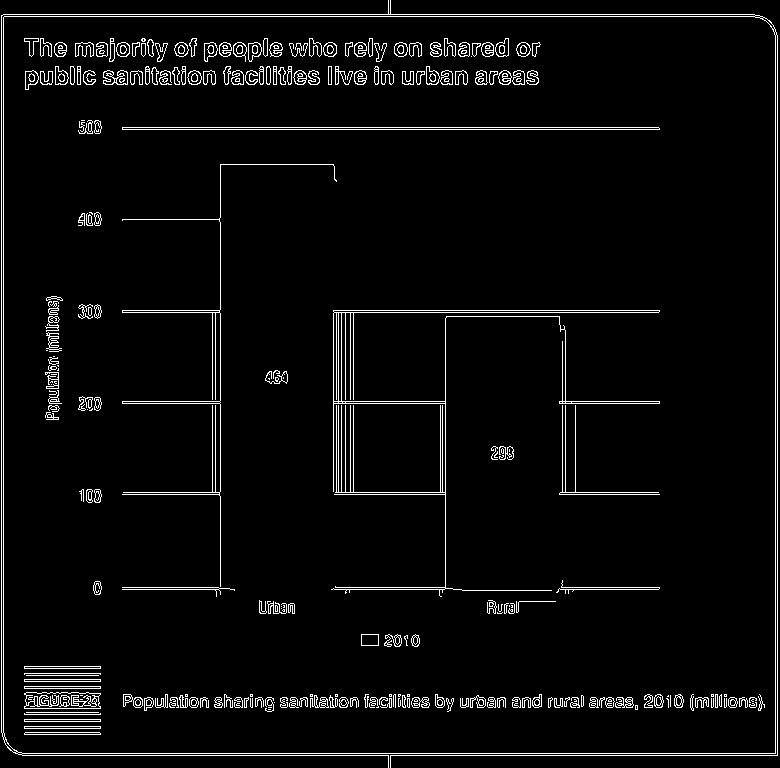 The majority of people who rely on shared or
public sanitation facilities live in urban areas
500
400
300
200
100
0
Population (millions)
464
Urban
Rural
2010
FIGURE
Population sharing sanitation facilities by urban and rural areas, 2010 (millions).